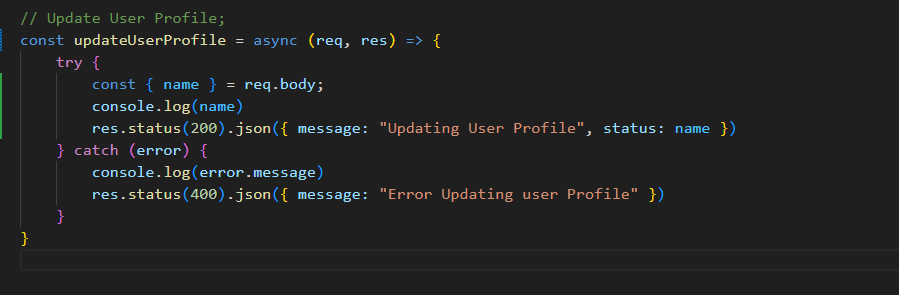 // Update User Profile;
const updateUserProfile = async (req, res) => {
    try {
        const { name } = req.body;
        console.log(name)
        res.status(200).json({ message: "Updating User Profile", status: name })
    } catch (error) {
        console.log(error.message)
        res.status(400).json({ message: "Error Updating user Profile" })
    }
}